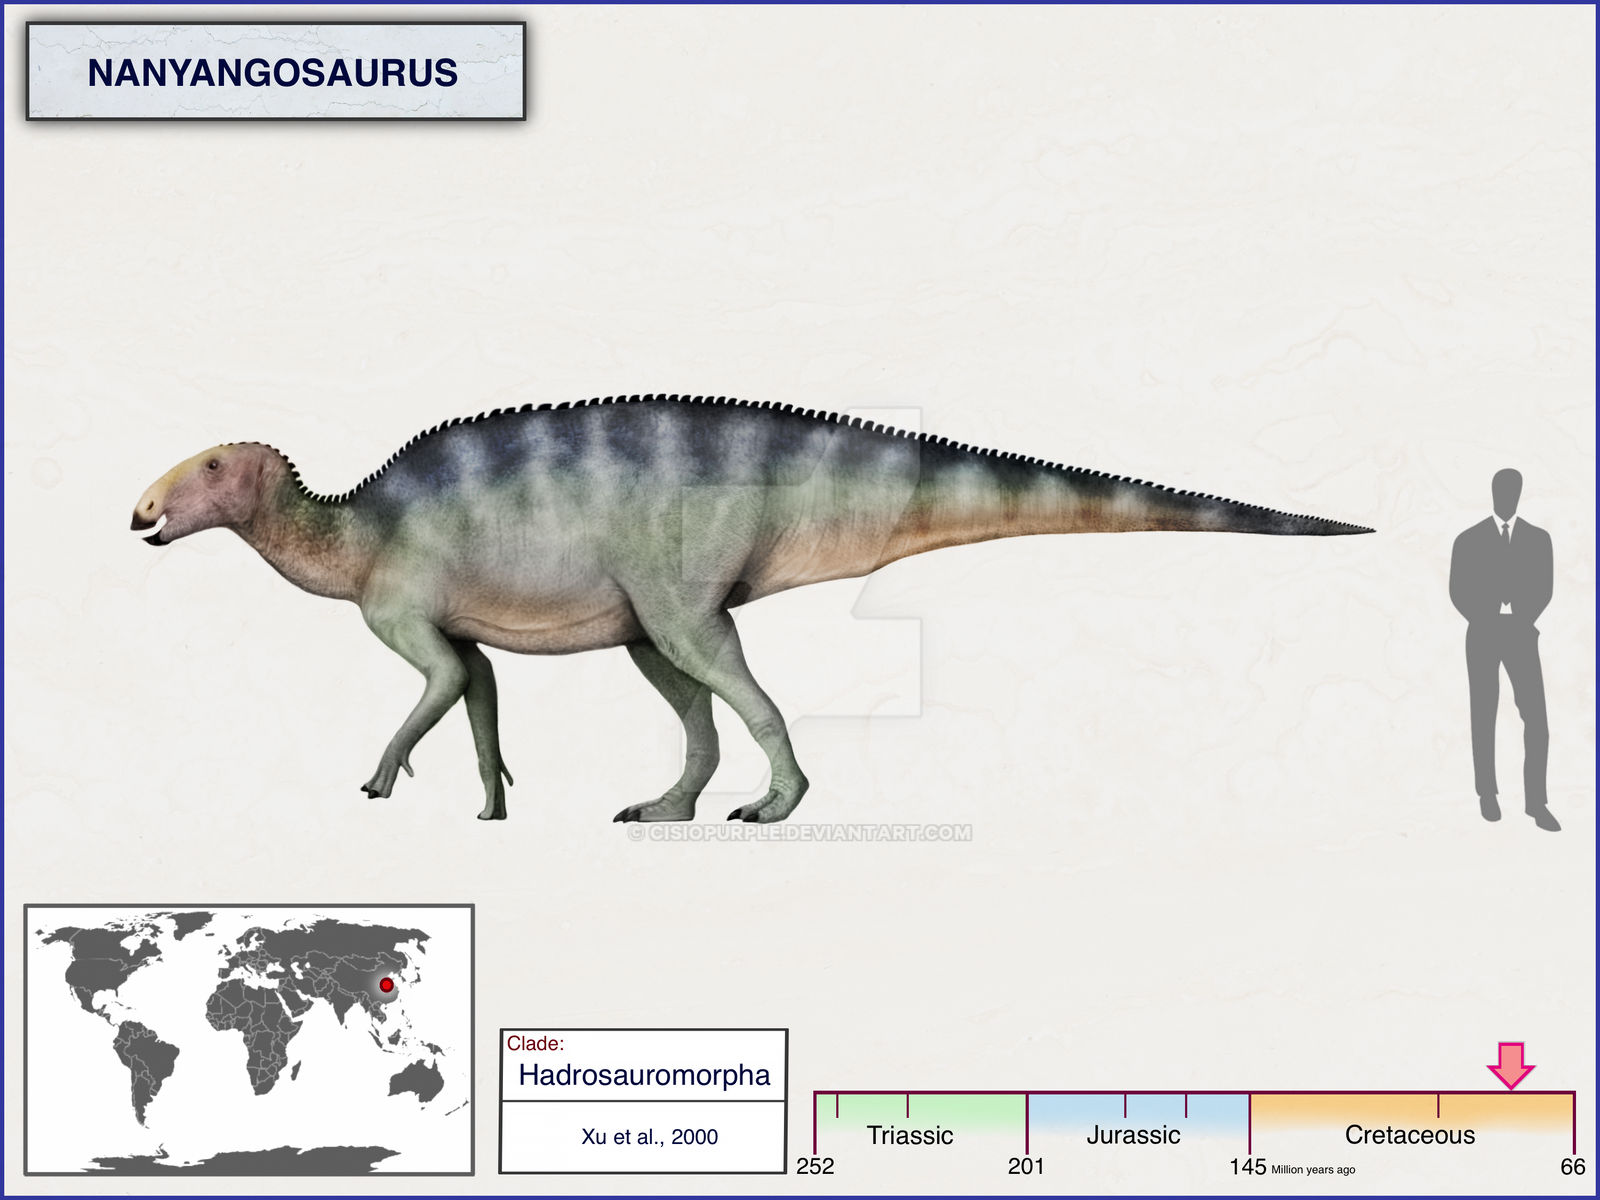 NANYANGOSAURUS
© CISIOPURPLE.DEVIANTART.COM
Clade:
Hadrosauromorpha
Xu et al., 2000
Triassic
Jurassic
Cretaceous
252
201
145 Million years ago
66